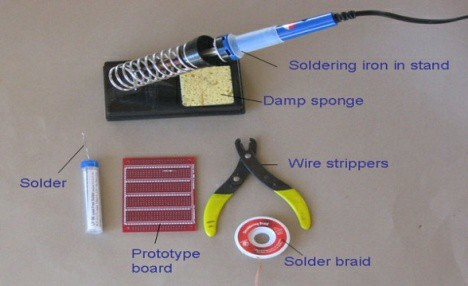 Soldering iron in stand
Damp sponge
Wire strippers
Solder
Prototype
board
Solder braid